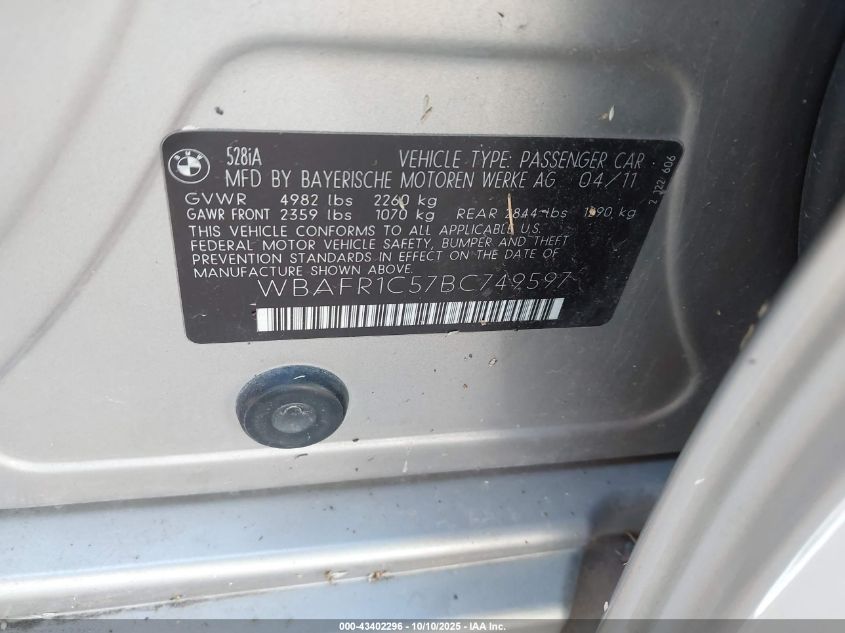 BMW
528iA VEHICLE TYPE: PASSENGER CAR
MFD BY BAYERISCHE MOTOREN WERKE AG 04/11
GVWR 4982 lbs 2260 kg
GAWR FRONT 2359 lbs 1070 kg REAR 2844 lbs 1290 kg
THIS VEHICLE CONFORMS TO ALL APPLICABLE U.S.
FEDERAL MOTOR VEHICLE SAFETY, BUMPER AND THEFT
PREVENTION STANDARDS IN EFFECT ON THE DATE OF
MANUFACTURE SHOWN ABOVE.
WBAFR1C57BC749597
000-43402296 - 10/10/2025 - IAA Inc.